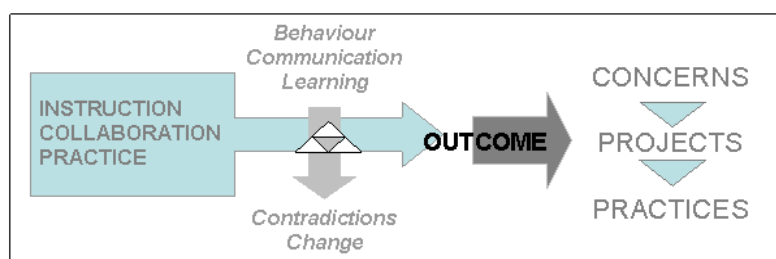 Behaviour
Communication
Learning
INSTRUCTION
COLLABORATION
PRACTICE
OUTCOME
Contradictions
Change
CONCERNS
PROJECTS
PRACTICES